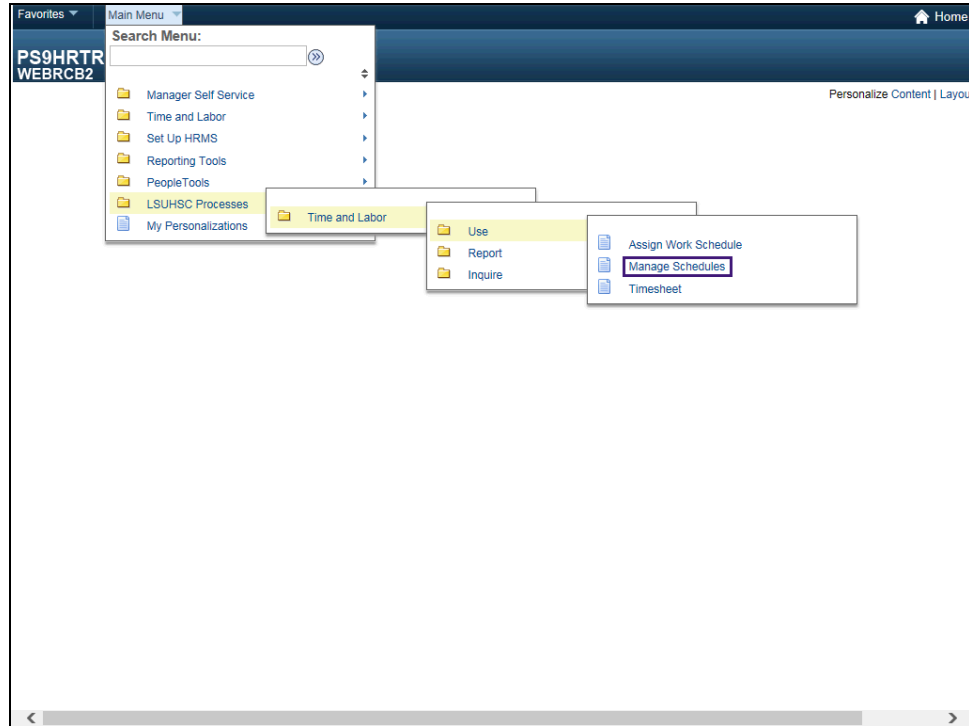 Favorites Main Menu Home
Search Menu:
PS9HRTR
WEBRCB2
Personalize Content | Layou
Manager Self Service
Time and Labor
Set Up HRMS
Reporting Tools
PeopleTools
LSUHSC Processes
My Personalizations
Time and Labor
Use
Report
Inquire
Assign Work Schedule
Manage Schedules
Timesheet